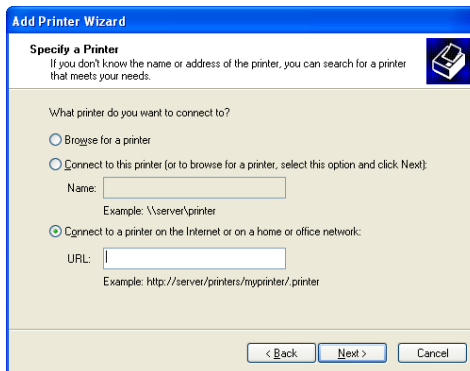 Add Printer Wizard
Specify a Printer
If you don't know the name or address of the printer, you can search for a printer
that meets your needs.
What printer do you want to connect to?
Browse for a printer
Connect to this printer (or to browse for a printer, select this option and click Next):
Name:
Example: \\server\printer
Connect to a printer on the Internet or on a home or office network:
URL:
Example: http://server/printers/myprinter/.printer
< Back Next > Cancel